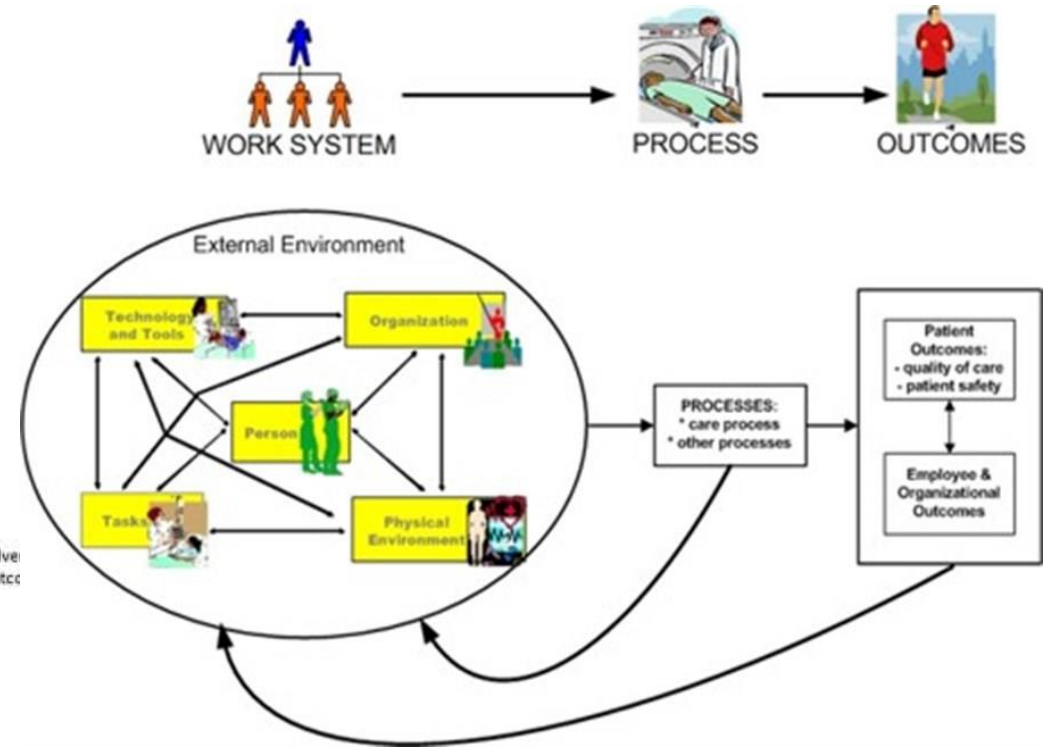 WORK SYSTEM
PROCESS
OUTCOMES
External Environment
Technology
and Tools
Organization
Person
Tasks
Physical
Environment
PROCESSES:
* care process
* other processes
Patient
Outcomes:
- quality of care
- patient safety
Employee &
Organizational
Outcomes